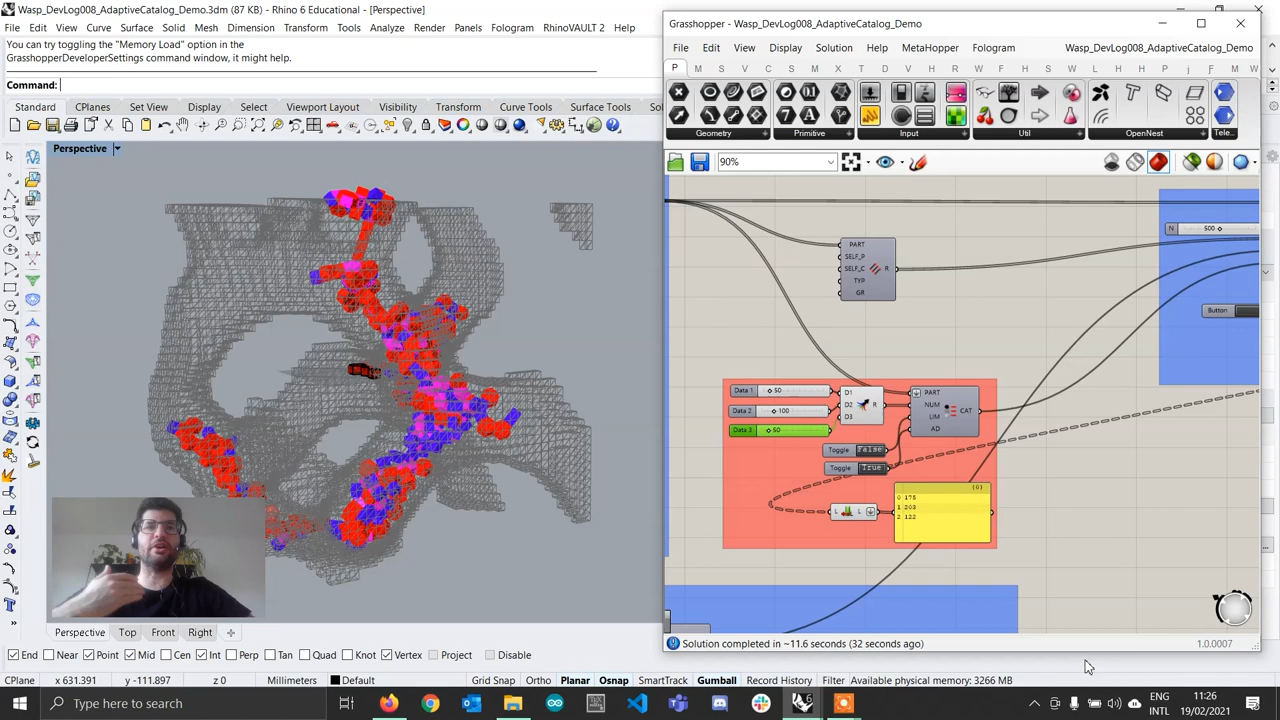 Wasp_DevLog008_AdaptiveCatalog_Demo.3dm (87 KB) - Rhino 6 Educational - [Perspective]
File Edit View Curve Surface Solid Mesh Dimension Transform Tools Analyze Render Panels Fologram RhinoVAULT 2 Help
You can try toggling the "Memory Load" option in the
GrasshopperDeveloperSettings command window, it might help.
Command:
Standard CPlanes Set View Display Select Viewport Layout Visibility Transform Curve Tools Surface Tools
Perspective
Grasshopper - Wasp_DevLog008_AdaptiveCatalog_Demo
File Edit View Display Solution Help MetaHopper Fologram Wasp_DevLog008_AdaptiveCatalog_Demo
P M S V C S M X T D V H R B K U W F S H S W L E H A F M P j F
Geometry Primitive Input Util OpenNest Tele...
90%
PART
SELF_P
SELF_C R
TYP
GR
N 500
Button
Data 1 50
Data 2 100
Data 3 50
D1
D2 R
D3
PART
NUM
LIM CAT
AD
Toggle False
Toggle True
L L
{0}
0 175
1 203
2 122
Solution completed in ~11.6 seconds (32 seconds ago) 1.0.0007
Perspective Top Front Right
End Near Point Mid Cen Int Perp Tan Quad Knot Vertex Project Disable
CPlane x 631.391 y -111.897 z 0 Millimeters Default Grid Snap Ortho Planar Osnap SmartTrack Gumball Record History Filter Available physical memory: 3266 MB
Type here to search
ENG 11:26
INTL 19/02/2021